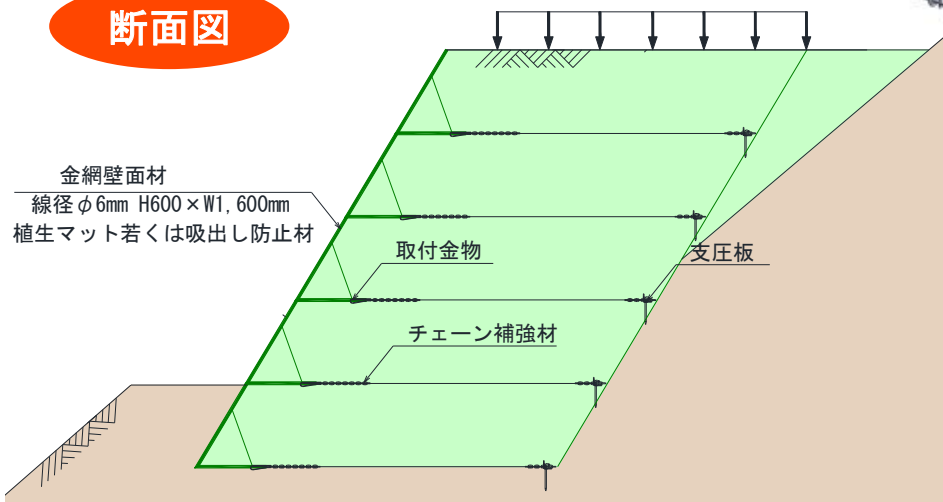 断面図
金網壁面材
線径φ6mm H600×W1,600mm
植生マット若くは吸出し防止材
取付金物
支圧板
チェーン補強材